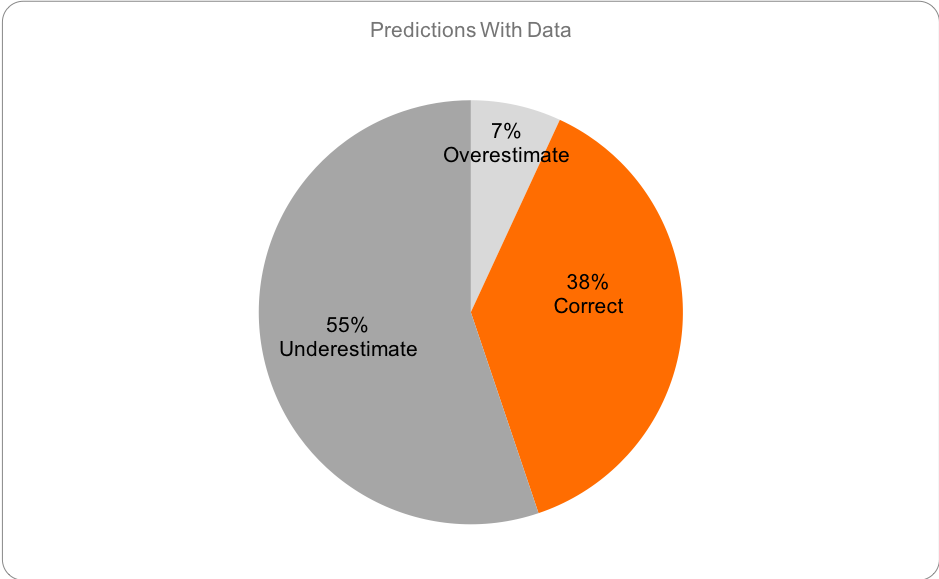 Predictions With Data
7%
Overestimate
38%
Correct
55%
Underestimate